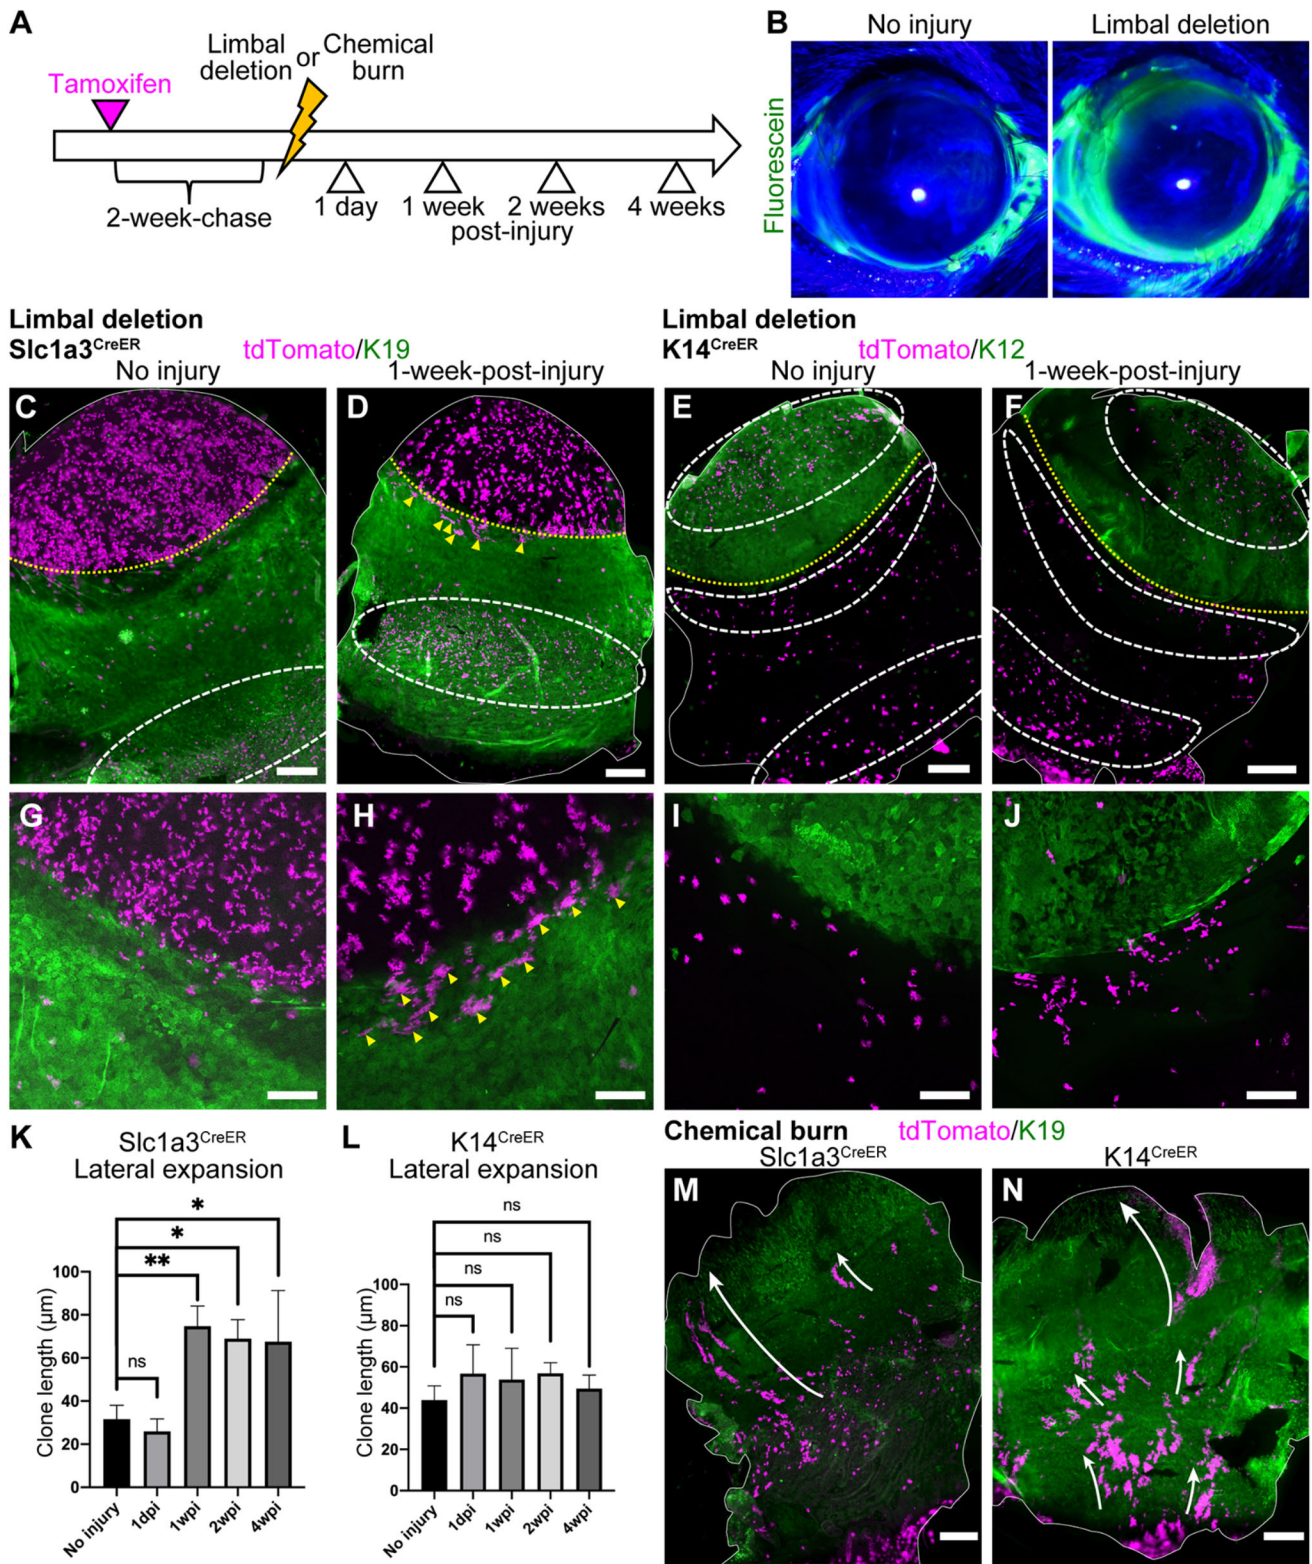 A
Limbal deletion or Chemical burn
Tamoxifen
2-week-chase
1 day
1 week
2 weeks
4 weeks
post-injury
B
No injury
Limbal deletion
Fluorescein
Limbal deletion
Slc1a3CreER
tdTomato/K19
No injury
1-week-post-injury
Limbal deletion
K14CreER
tdTomato/K12
No injury
1-week-post-injury
C
D
E
F
G
H
I
J
K
Slc1a3CreER
Lateral expansion
*
*
**
ns
Clone length (µm)
100
80
60
40
20
0
No injury
1dpi
1wpi
2wpi
4wpi
L
K14CreER
Lateral expansion
ns
ns
ns
ns
Clone length (µm)
100
80
60
40
20
0
No injury
1dpi
1wpi
2wpi
4wpi
Chemical burn tdTomato/K19
Slc1a3CreER
K14CreER
M
N